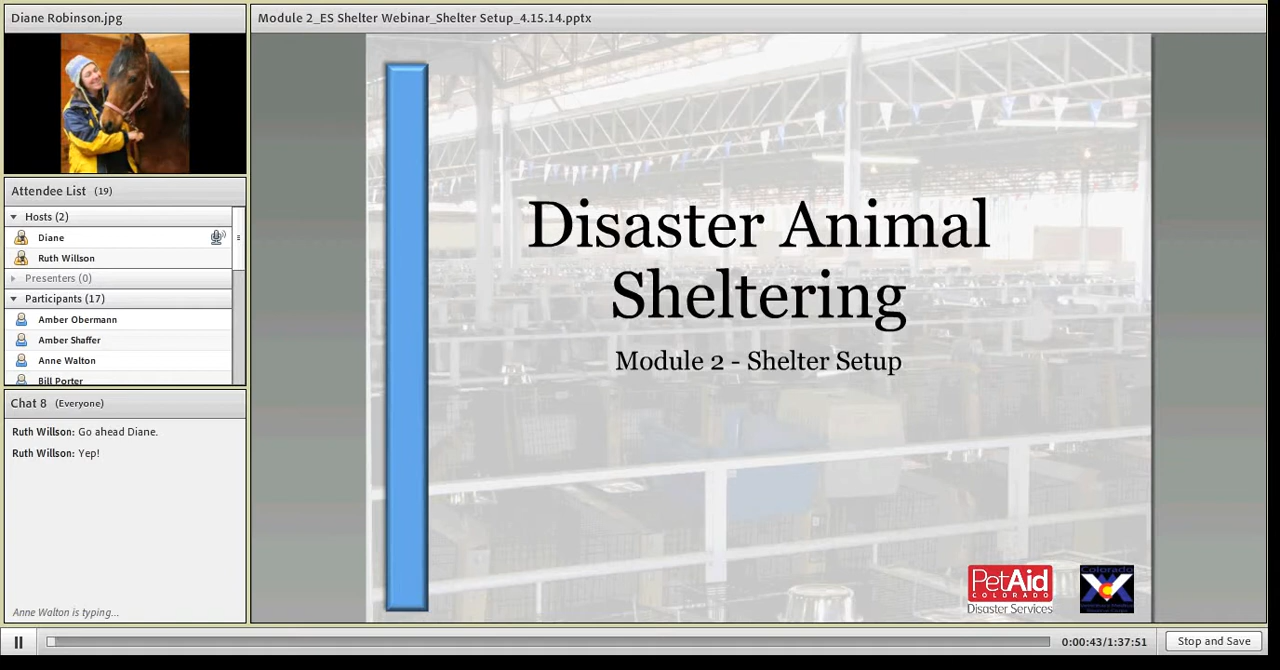 Diane Robinson.jpg
Module 2_ES Shelter Webinar_Shelter Setup_4.15.14.pptx
Attendee List (19)
Hosts (2)
Diane
Ruth Willson
Presenters (0)
Participants (17)
Amber Obermann
Amber Shaffer
Anne Walton
Bill Porter
Chat 8 (Everyone)
Ruth Willson: Go ahead Diane.
Ruth Willson: Yep!
Anne Walton is typing...
Disaster Animal
Sheltering
Module 2 - Shelter Setup
PetAid
COLORADO
Disaster Services
Colorado
0:00:43/1:37:51
Stop and Save